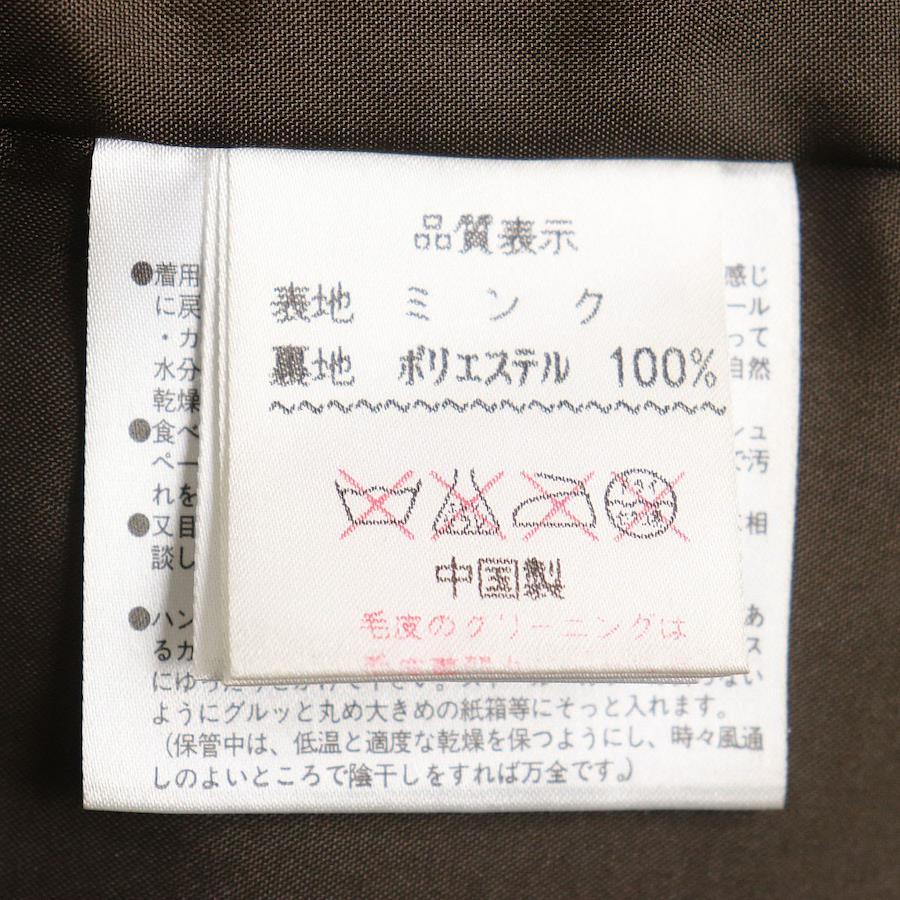 品質表示
表地 ミンク
裏地 ポリエステル 100%
ドライ
中国製
毛皮のクリーニングは
●着用 感じ
に戻 ール
・カ って
水分 自然
乾燥
●食べ シュ
ペー で汚
れを
●又目 相
談し
●ハン あ
るカ ス
ようにグルッと丸め大きめの紙箱等にそっと入れます。
(保管中は、低温と適度な乾燥を保つようにし、時々風通
しのよいところで陰干しをすれば万全です。)